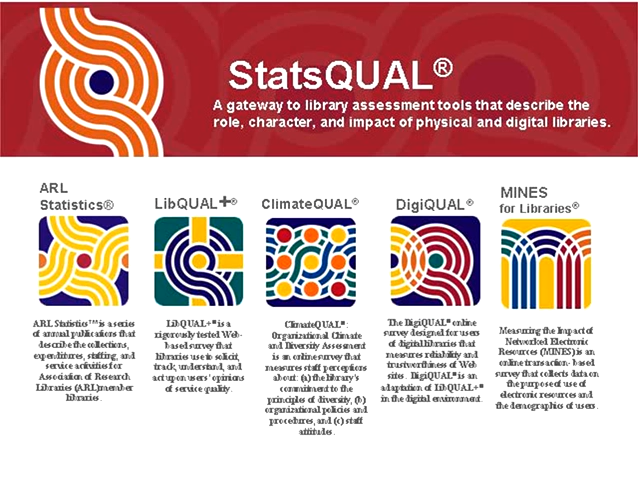 StatsQUAL®
A gateway to library assessment tools that describe the
role, character, and impact of physical and digital libraries.
ARL
Statistics®
LibQUAL+®
ClimateQUAL®
DigiQUAL®
MINES
for Libraries®
ARL Statistics™ is a series
of annual publications that
describe the collections,
expenditures, staffing, and
service activities for
Association of Research
Libraries (ARL) member
libraries.
LibQUAL+® is a
rigorously tested Web-
based survey that
libraries use to solicit,
track, understand, and
act upon users' opinions
of service quality.
ClimateQUAL®:
Organizational Climate
and Diversity Assessment
is an online survey that
measures staff perceptions
about: (a) the library's
commitment to the
principles of diversity, (b)
organizational policies and
procedures, and (c) staff
attitudes.
The DigiQUAL® online
survey designed for users
of digital libraries that
measures reliability and
trustworthiness of Web
sites. DigiQUAL® is an
adaptation of LibQUAL+®
in the digital environment.
Measuring the Impact of
Networked Electronic
Resources (MINES) is an
online transaction-based
survey that collects data on
the purpose of use of
electronic resources and
the demographics of users.